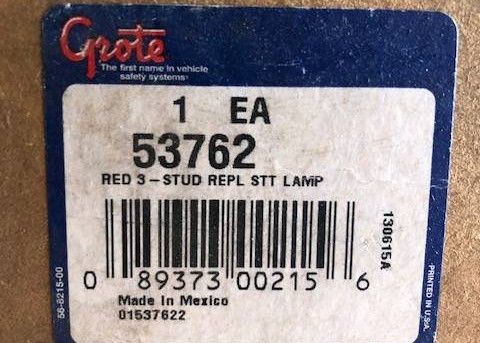 Grote
The first name in vehicle
safety systems
1 EA
53762
RED 3-STUD REPL STT LAMP
0 89373 00215 6
Made In Mexico
01537622
130615A
56-8215-00
PRINTED IN U.S.A.